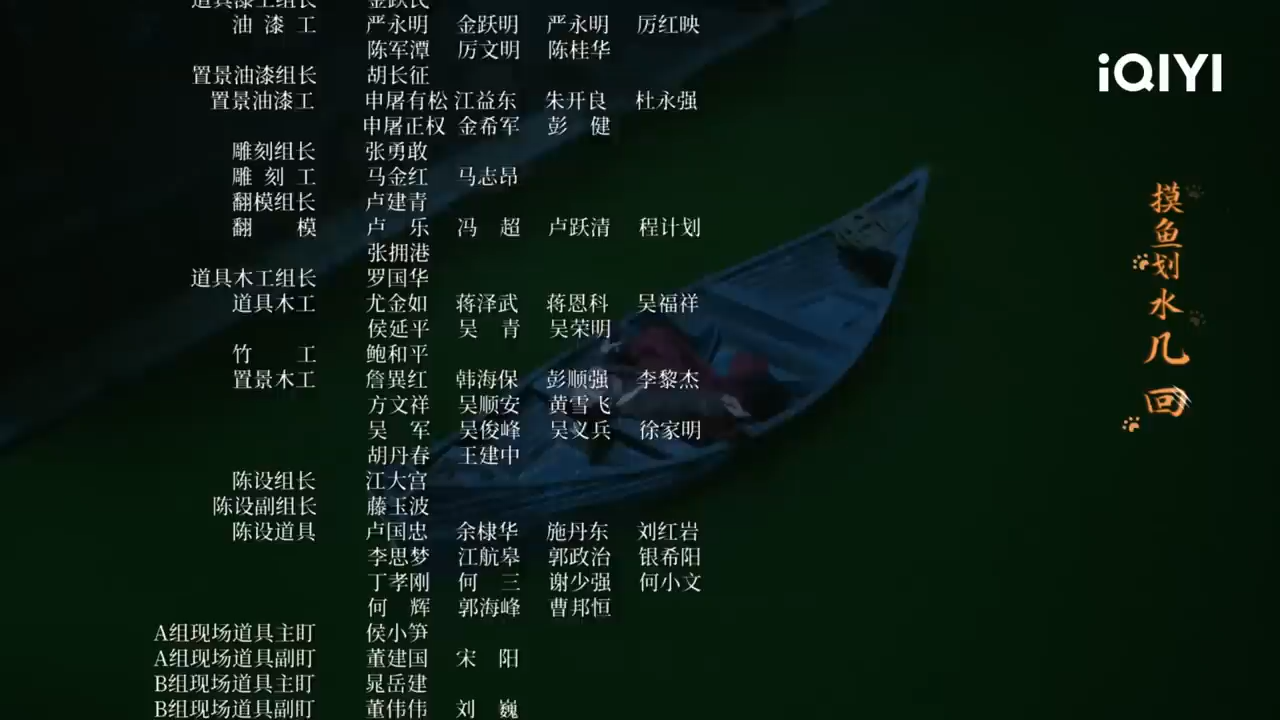 道具漆工组长 金跃民
油漆工 严永明 金跃明 严永明 厉红映
陈军潭 厉文明 陈桂华
置景油漆组长 胡长征
置景油漆工 申屠有松 江益东 朱开良 杜永强
申屠正权 金希军 彭健
雕刻组长 张勇敢
雕刻工 马金红 马志昂
翻模组长 卢建青
翻模 卢乐 冯超 卢跃清 程计划
张拥港
道具木工组长 罗国华
道具木工 尤金如 蒋泽武 蒋恩科 吴福祥
侯延平 吴青 吴荣明
竹工 鲍和平
置景木工 詹異红 韩海保 彭顺强 李黎杰
方文祥 吴顺安 黄雪飞
吴军 吴俊峰 吴义兵 徐家明
胡丹春 王建中
陈设组长 江大宫
陈设副组长 藤玉波
陈设道具 卢国忠 余棣华 施丹东 刘红岩
李思梦 江航皋 郭政治 银希阳
丁孝刚 何三 谢少强 何小文
何辉 郭海峰 曹邦恒
A组现场道具主盯 侯小笋
A组现场道具副盯 董建国 宋阳
B组现场道具主盯 晁岳建
B组现场道具副盯 董伟伟 刘巍
iQIYI
摸鱼划水几回